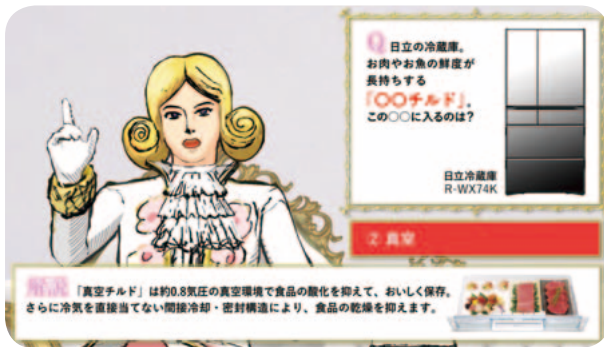 Q 日立の冷蔵庫。
お肉やお魚の鮮度が
長持ちする
「〇〇チルド」。
この〇〇に入るのは?
日立冷蔵庫
R-WX74K
② 真空
解説 「真空チルド」は約0.8気圧の真空環境で食品の酸化を抑えて、おいしく保存。
さらに冷気を直接当てない間接冷却・密封構造により、食品の乾燥を抑えます。